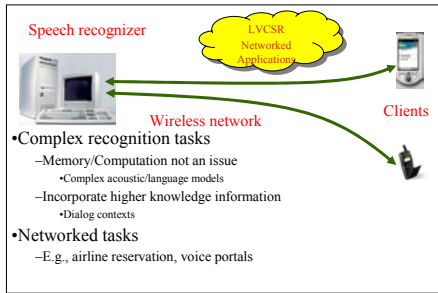 Speech recognizer
LVCSR
Networked
Applications
Clients
Wireless network
•Complex recognition tasks
–Memory/Computation not an issue
•Complex acoustic/language models
–Incorporate higher knowledge information
•Dialog contexts
•Networked tasks
–E.g., airline reservation, voice portals